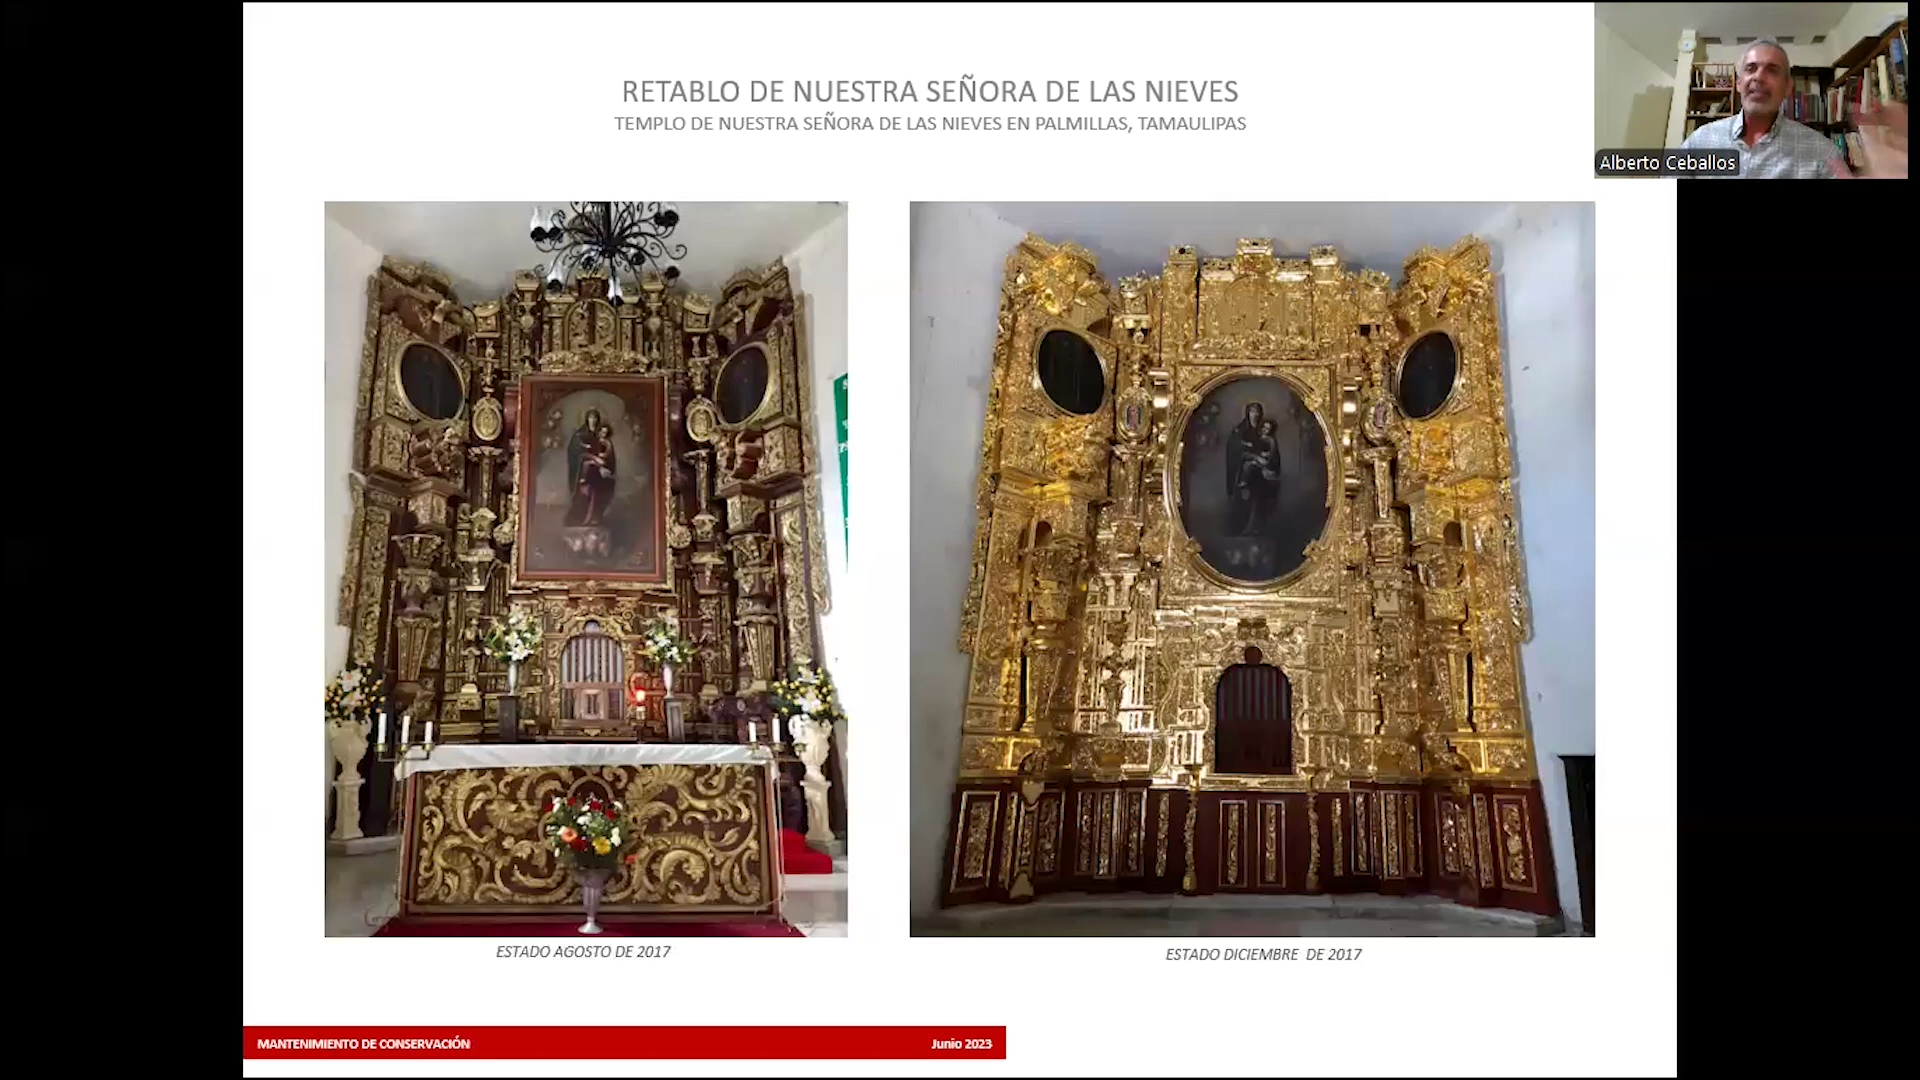 RETABLO DE NUESTRA SEÑORA DE LAS NIEVES
TEMPLO DE NUESTRA SEÑORA DE LAS NIEVES EN PALMILLAS, TAMAULIPAS
Alberto Ceballos
ESTADO AGOSTO DE 2017
ESTADO DICIEMBRE DE 2017
MANTENIMIENTO DE CONSERVACIÓN
Junio 2023